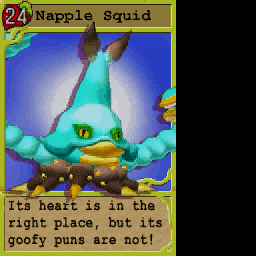 24 Napple Squid
Its heart is in the
right place, but its
goofy puns are not!